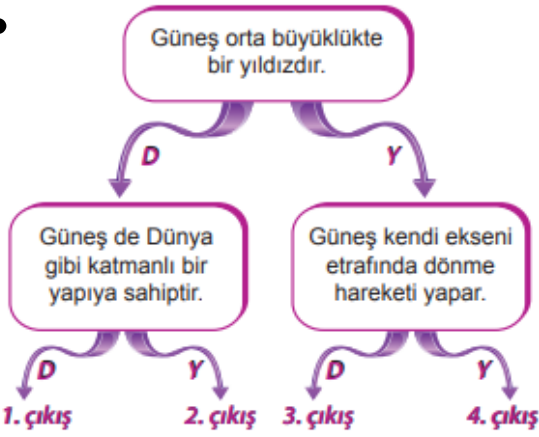 Güneş orta büyüklükte
bir yıldızdır.
D
Y
Güneş de Dünya
gibi katmanlı bir
yapıya sahiptir.
Güneş kendi ekseni
etrafında dönme
hareketi yapar.
D
Y
D
Y
1. çıkış
2. çıkış
3. çıkış
4. çıkış